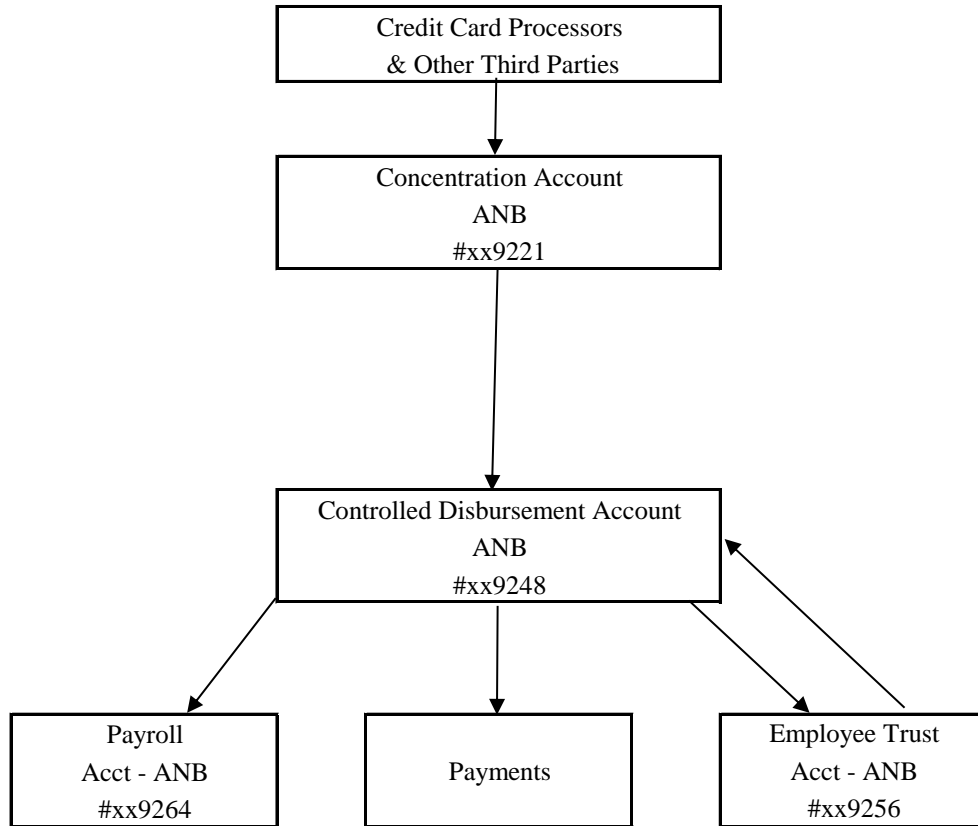 Credit Card Processors
& Other Third Parties
Concentration Account
ANB
#xx9221
Controlled Disbursement Account
ANB
#xx9248
Payroll
Acct - ANB
#xx9264
Payments
Employee Trust
Acct - ANB
#xx9256